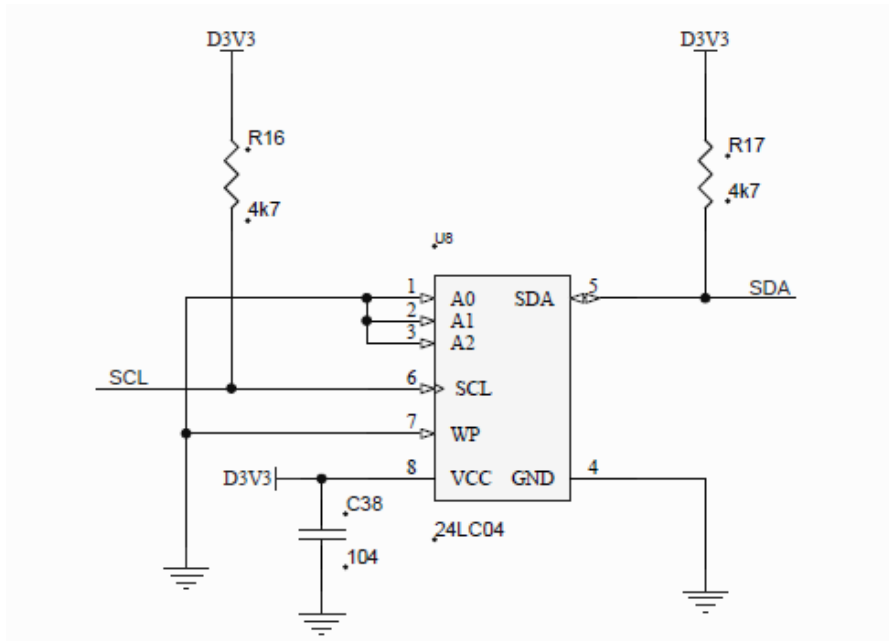 D3V3
D3V3
R16
R17
4k7
4k7
U8
1
A0
SDA
5
SDA
2
A1
3
A2
SCL
6
SCL
7
WP
D3V3
8
VCC
GND
4
C38
24LC04
104